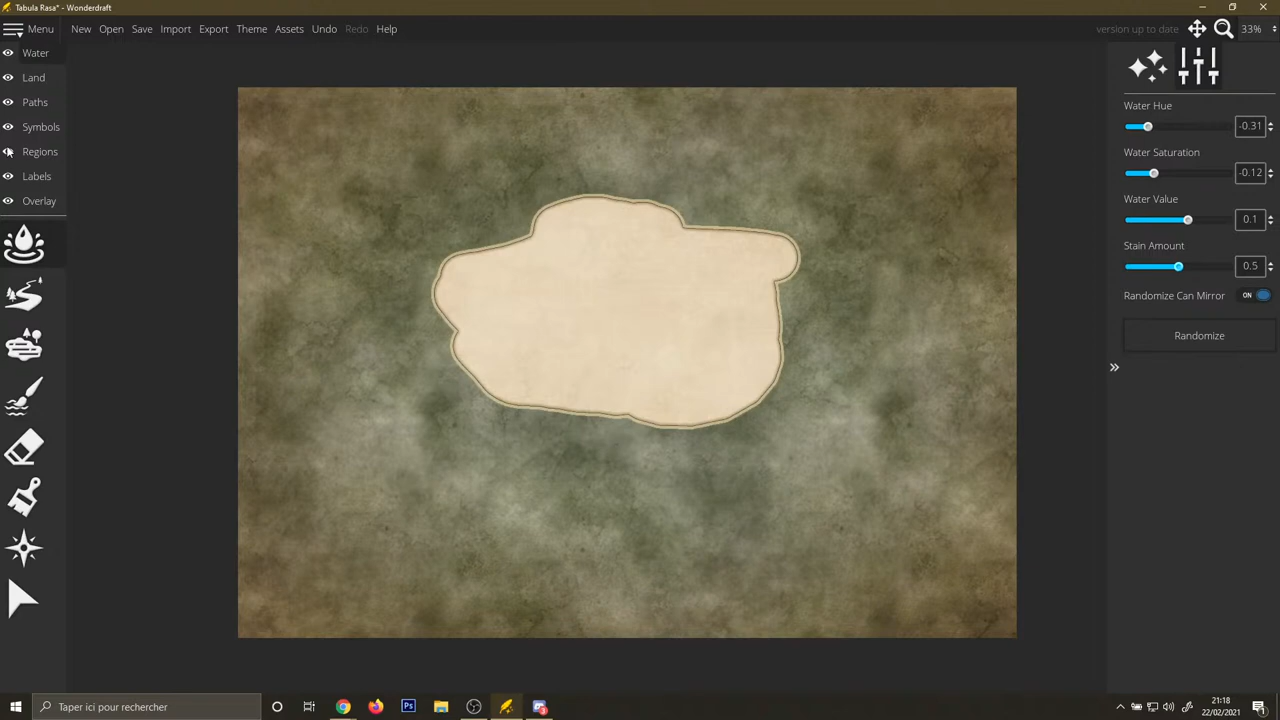 Tabula Rasa* - Wonderdraft
Menu New Open Save Import Export Theme Assets Undo Redo Help version up to date 33%
Water
Land
Paths
Symbols
Regions
Labels
Overlay
Water Hue
-0.31
Water Saturation
-0.12
Water Value
0.1
Stain Amount
0.5
Randomize Can Mirror ON
Randomize
Taper ici pour rechercher
21:18
22/02/2021